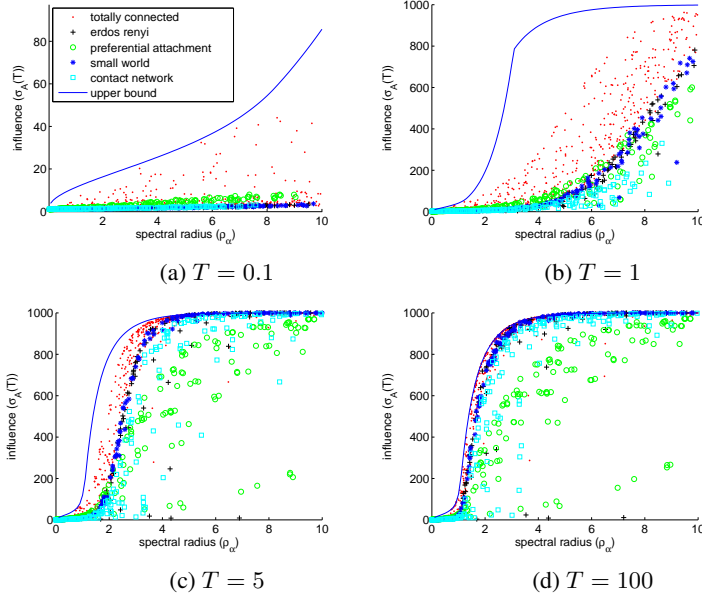 totally connected
erdos renyi
preferential attachment
small world
contact network
upper bound
influence (σA(T))
80
60
40
20
0
0 2 4 6 8 10
spectral radius (ρα)
(a) T = 0.1
influence (σA(T))
1000
800
600
400
200
0
0 2 4 6 8 10
spectral radius (ρα)
(b) T = 1
influence (σA(T))
1000
800
600
400
200
0
0 2 4 6 8 10
spectral radius (ρα)
(c) T = 5
influence (σA(T))
1000
800
600
400
200
0
0 2 4 6 8 10
spectral radius (ρα)
(d) T = 100